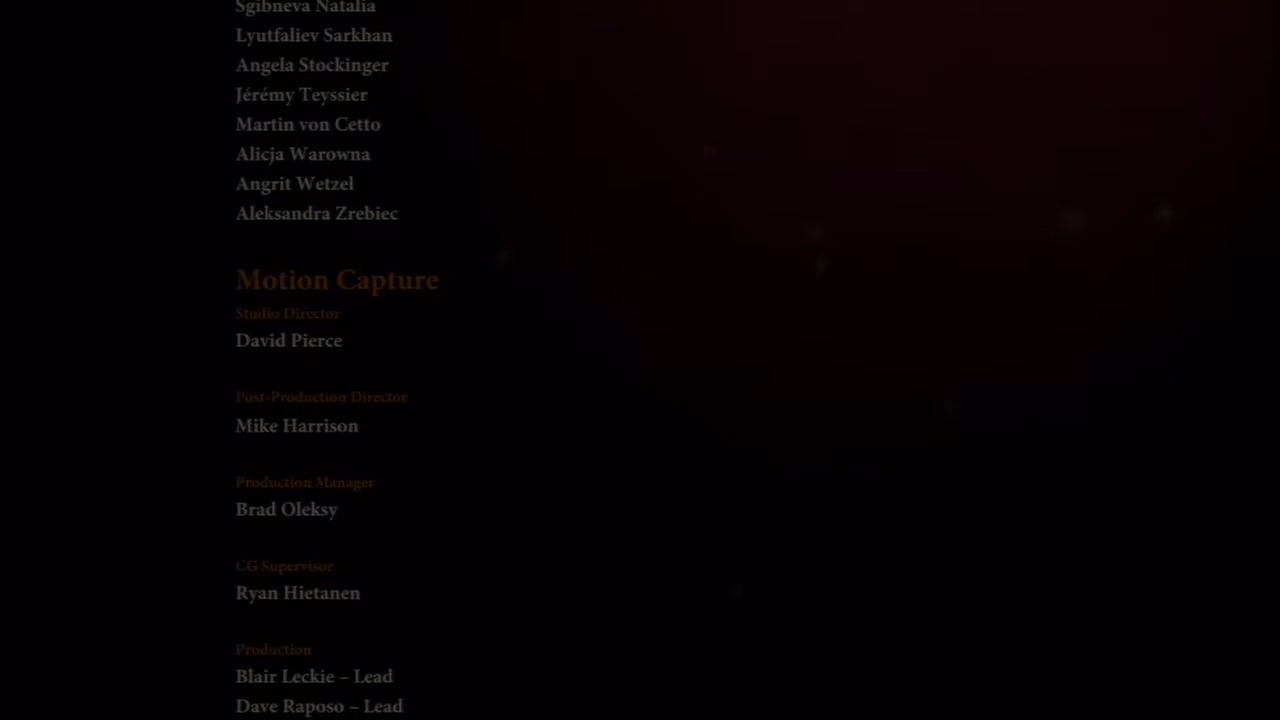 Sgibneva Natalia
Lyutfaliev Sarkhan
Angela Stockinger
Jérémy Teyssier
Martin von Cetto
Alicja Warowna
Angrit Wetzel
Aleksandra Zrebiec
Motion Capture
Studio Director
David Pierce
Post-Production Director
Mike Harrison
Production Manager
Brad Oleksy
CG Supervisor
Ryan Hietanen
Production
Blair Leckie – Lead
Dave Raposo – Lead